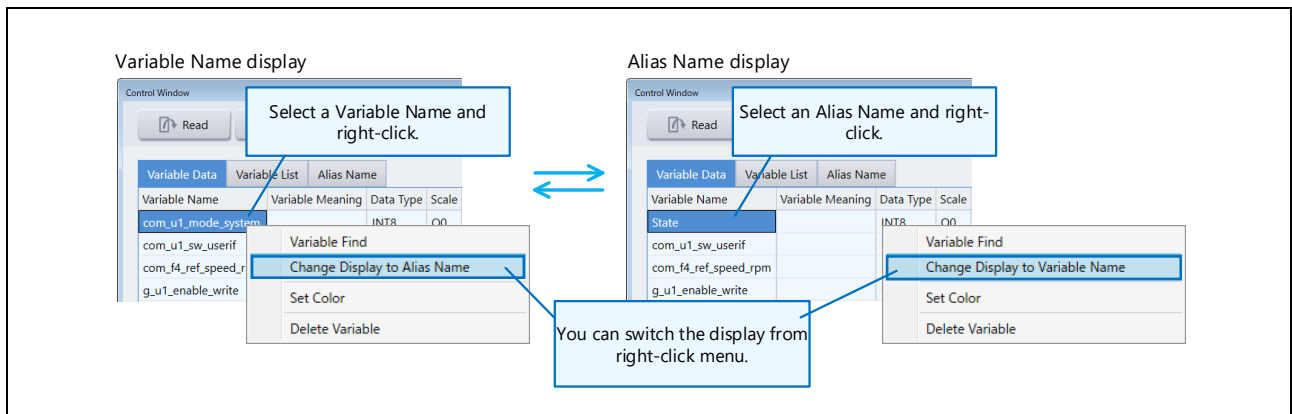 Variable Name display
Control Window
Select a Variable Name and
right-click.
Read
Variable Data Variable List Alias Name
Variable Name Variable Meaning Data Type Scale
com_u1_mode_system INT8 Q0
com_u1_sw_userif
com_f4_ref_speed_r
g_u1_enable_write
Variable Find
Change Display to Alias Name
Set Color
Delete Variable
Alias Name display
Control Window
Select an Alias Name and right-
click.
Read
Variable Data Variable List Alias Name
Variable Name Variable Meaning Data Type Scale
State INT8 Q0
com_u1_sw_userif
com_f4_ref_speed_rpm
g_u1_enable_write
Variable Find
Change Display to Variable Name
Set Color
Delete Variable
You can switch the display from
right-click menu.